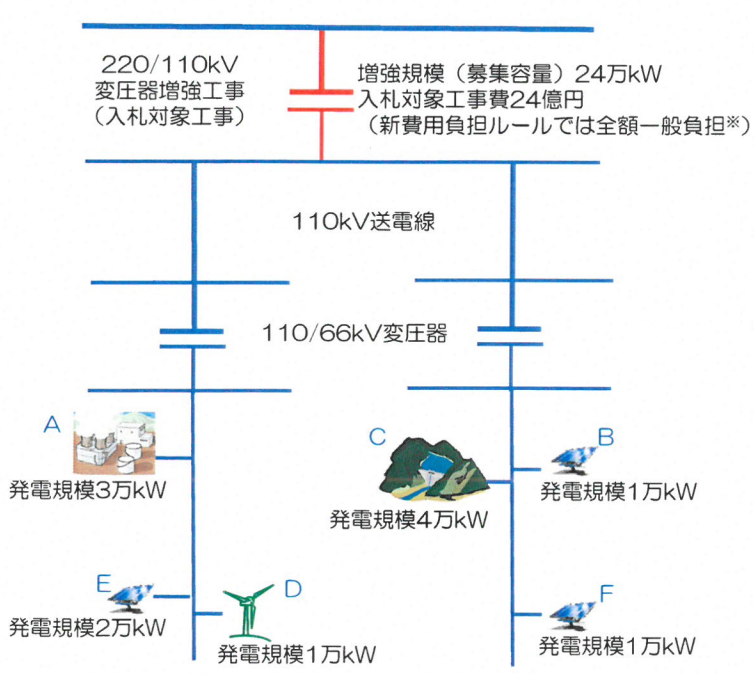 220/110kV
変圧器増強工事
（入札対象工事）
増強規模（募集容量）24万kW
入札対象工事費24億円
（新費用負担ルールでは全額一般負担※）
110kV送電線
110/66kV変圧器
A
発電規模3万kW
C
発電規模4万kW
B
発電規模1万kW
E
発電規模2万kW
D
発電規模1万kW
F
発電規模1万kW